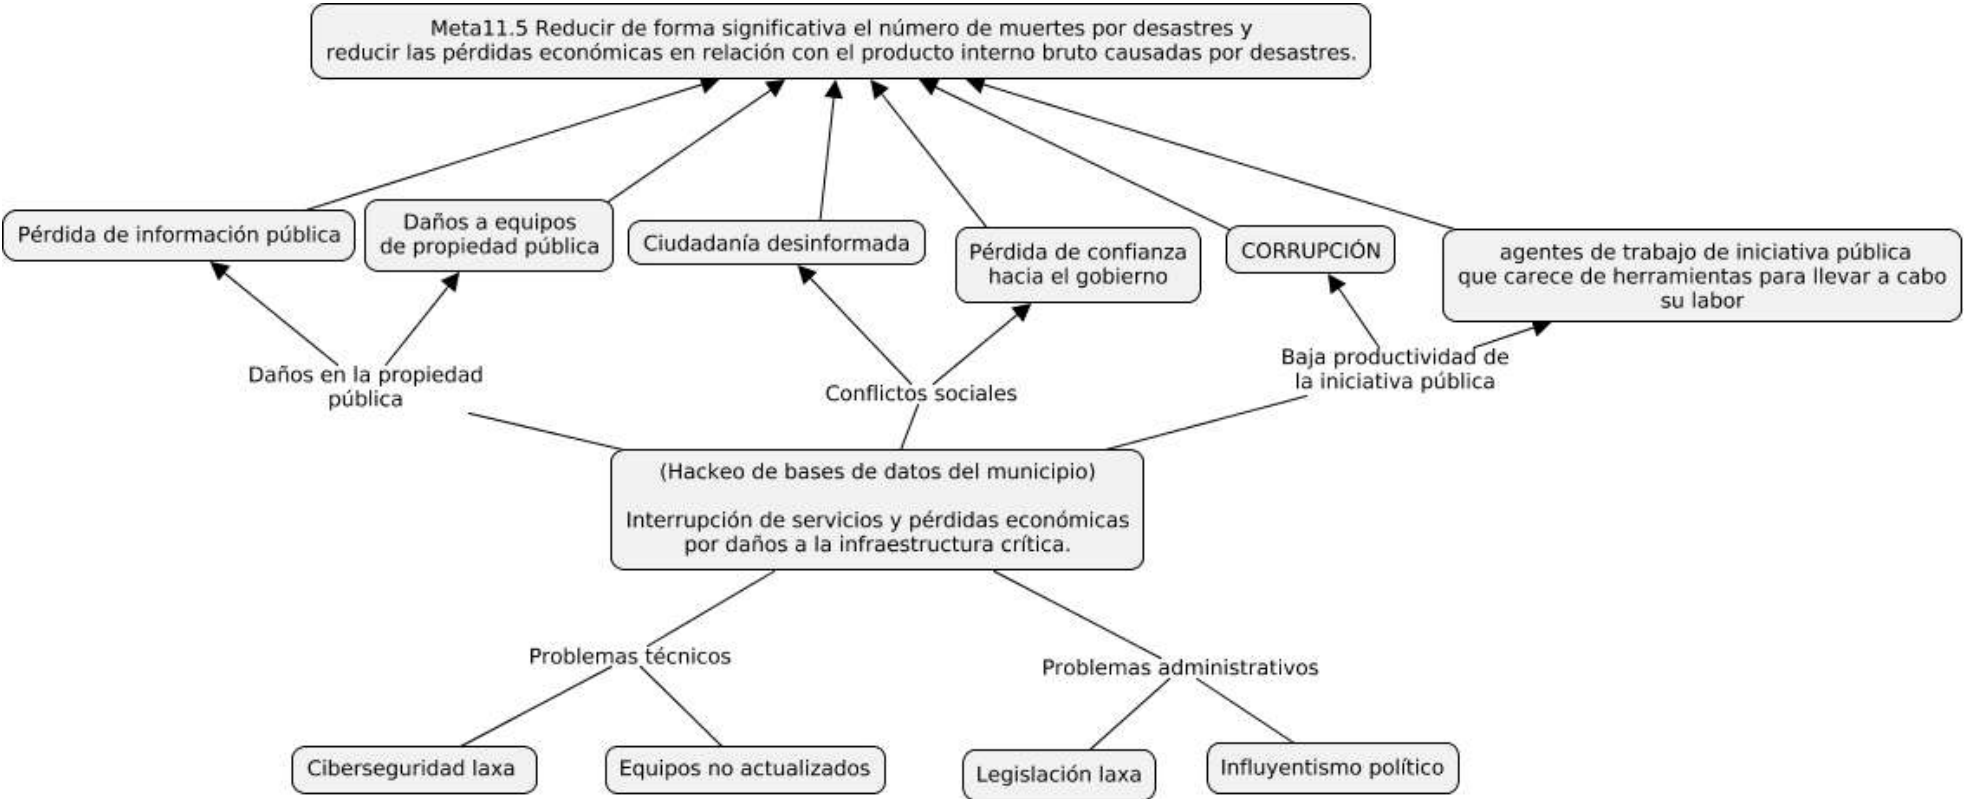 Meta11.5 Reducir de forma significativa el número de muertes por desastres y
reducir las pérdidas económicas en relación con el producto interno bruto causadas por desastres.
Pérdida de información pública
Daños a equipos
de propiedad pública
Ciudadanía desinformada
Pérdida de confianza
hacia el gobierno
CORRUPCIÓN
agentes de trabajo de iniciativa pública
que carece de herramientas para llevar a cabo
su labor
Daños en la propiedad
pública
Conflictos sociales
Baja productividad de
la iniciativa pública
(Hackeo de bases de datos del municipio)
Interrupción de servicios y pérdidas económicas
por daños a la infraestructura crítica.
Problemas técnicos
Problemas administrativos
Ciberseguridad laxa
Equipos no actualizados
Legislación laxa
Influyentismo político